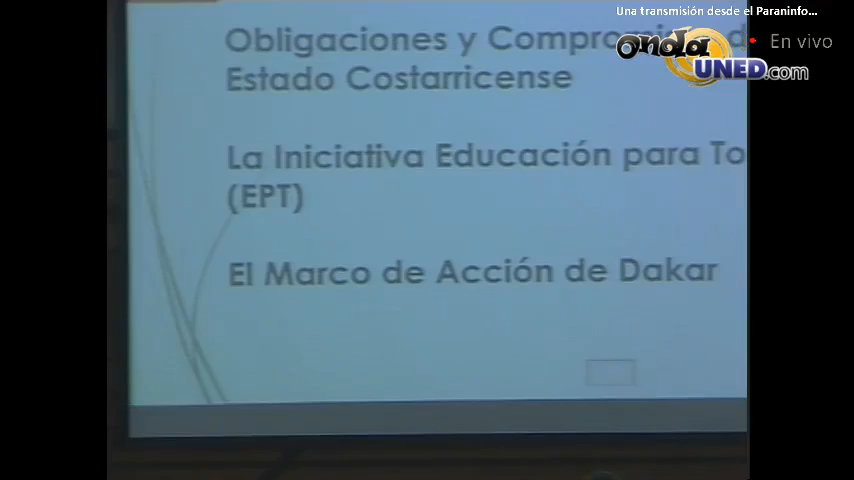 Una transmisión desde el Paraninfo...
En vivo
onda
UNED.com
Obligaciones y
Estado Costarricense
La Iniciativa Educación para To
(EPT)
El Marco de Acción de Dakar